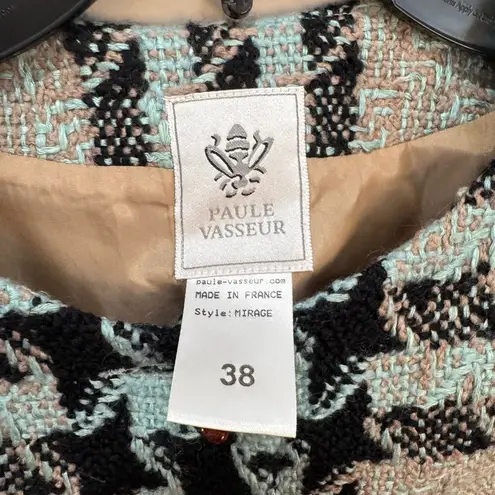 PAULE
VASSEUR
paule-vasseur.com
MADE IN FRANCE
Style: MIRAGE
38